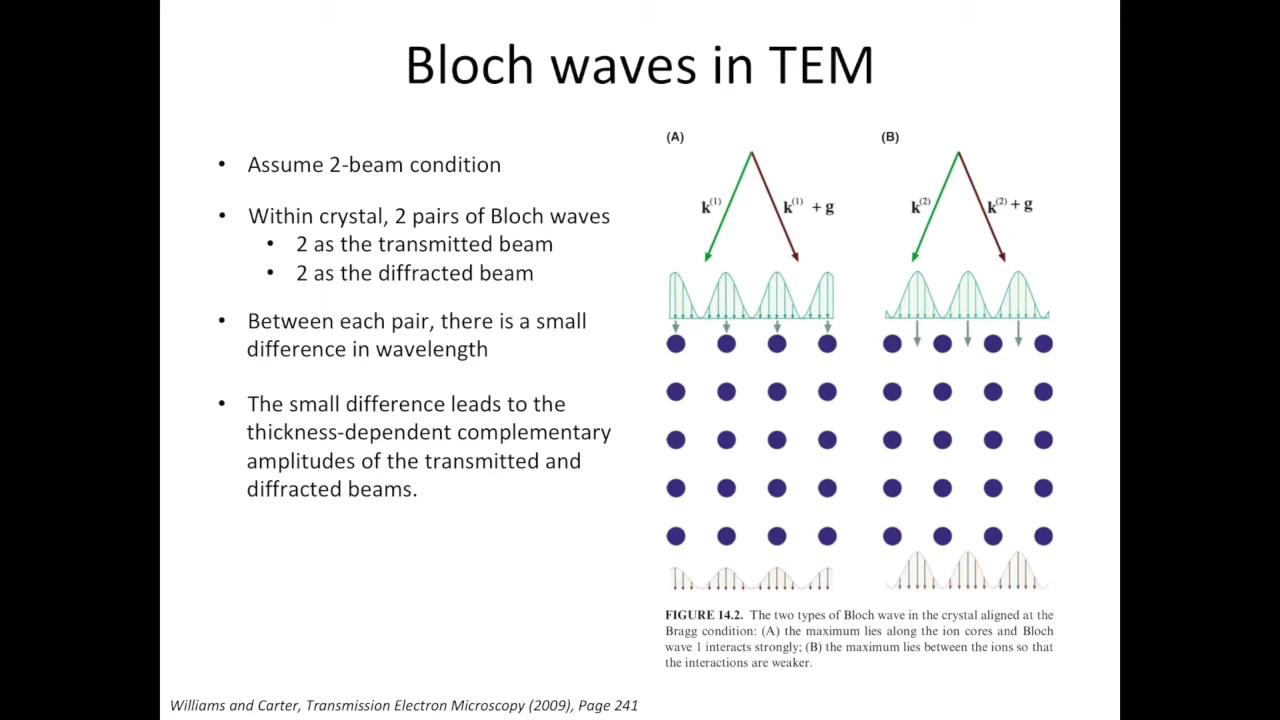 Bloch waves in TEM
• Assume 2-beam condition
• Within crystal, 2 pairs of Bloch waves
• 2 as the transmitted beam
• 2 as the diffracted beam
• Between each pair, there is a small
difference in wavelength
• The small difference leads to the
thickness-dependent complementary
amplitudes of the transmitted and
diffracted beams.
(A)
k(1)
k(1) + g
(B)
k(2)
k(2) + g
FIGURE 14.2. The two types of Bloch wave in the crystal aligned at the
Bragg condition: (A) the maximum lies along the ion cores and Bloch
wave 1 interacts strongly; (B) the maximum lies between the ions so that
the interactions are weaker.
Williams and Carter, Transmission Electron Microscopy (2009), Page 241